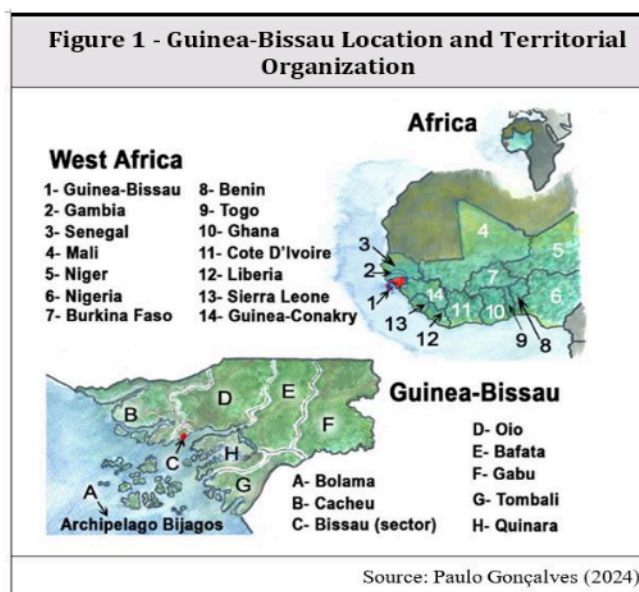 Figure 1 - Guinea-Bissau Location and Territorial
Organization
Africa
West Africa
1- Guinea-Bissau
2- Gambia
3- Senegal
4- Mali
5- Niger
6- Nigeria
7- Burkina Faso
8- Benin
9- Togo
10- Ghana
11- Cote D'Ivoire
12- Liberia
13- Sierra Leone
14- Guinea-Conakry
3
2
1
13
12
14
11
10
7
4
5
6
9
8
Guinea-Bissau
B
D
E
F
C
H
G
A
Archipelago Bijagos
A- Bolama
B- Cacheu
C- Bissau (sector)
D- Oio
E- Bafata
F- Gabu
G- Tombali
H- Quinara
Source: Paulo Gonçalves (2024)